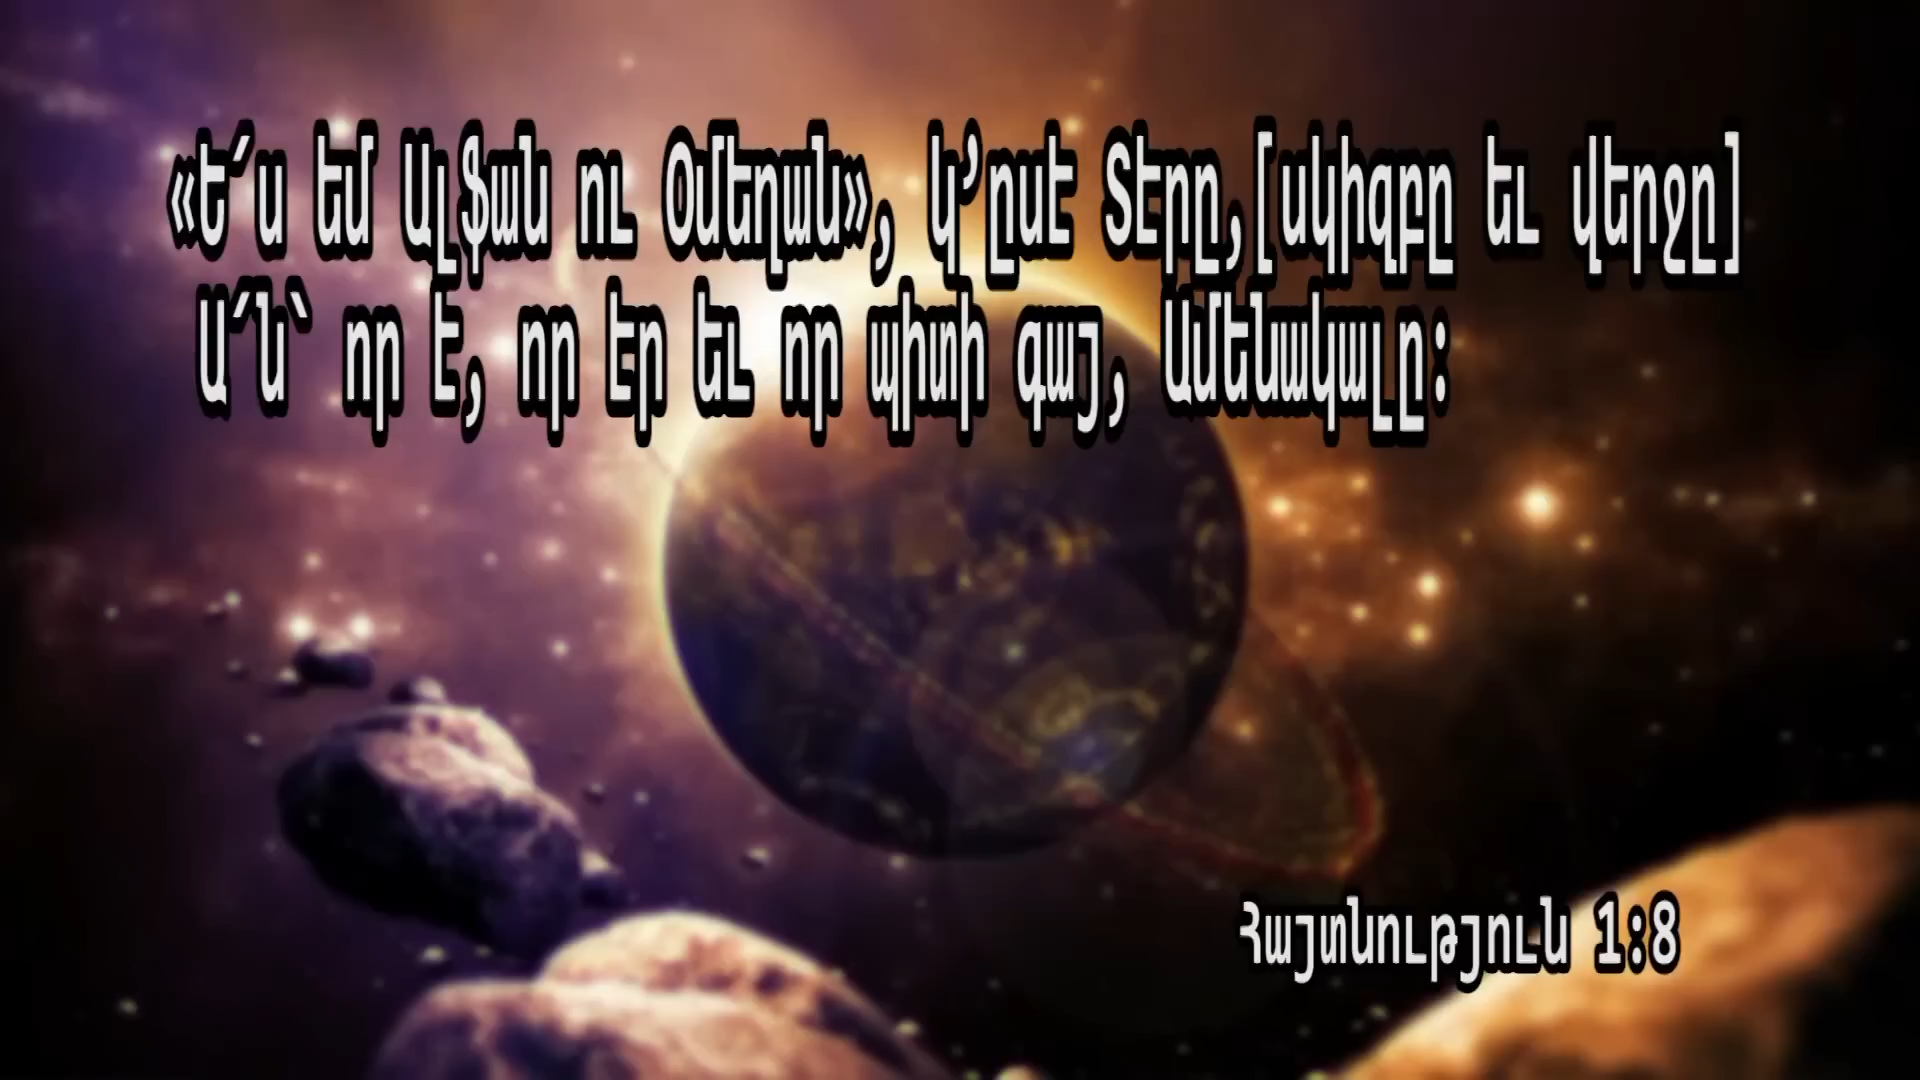 «Ե´ս եմ Ալֆան ու Օմեղան», կ’ըսէ Տէրը,[սկիզբը եւ վերջը]
Ա´ն՝ որ է, որ էր եւ որ պիտի գայ, Ամենակալը:
Հայտնություն 1:8